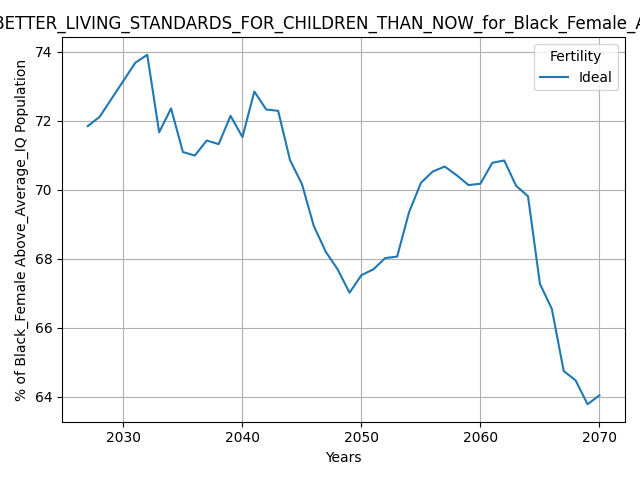 BETTER_LIVING_STANDARDS_FOR_CHILDREN_THAN_NOW_for_Black_Female_A
Fertility
Ideal
% of Black_Female Above_Average_IQ Population
74
72
70
68
66
64
2030 2040 2050 2060 2070
Years